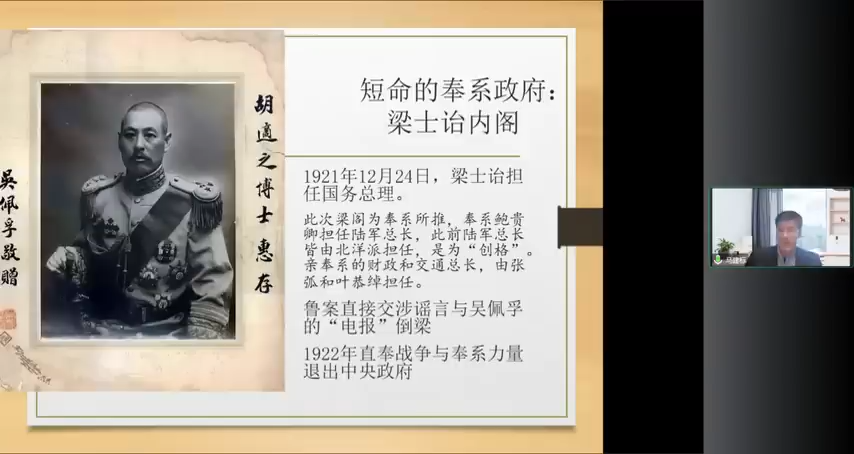 短命的奉系政府：
梁士诒内阁
胡適之博士惠存
吳佩孚敬贈
1921年12月24日，梁士诒担
任国务总理。
此次梁阁为奉系所推，奉系鲍贵
卿担任陆军总长，此前陆军总长
皆由北洋派担任，是为“创格”。
亲奉系的财政和交通总长，由张
弧和叶恭绰担任。
鲁案直接交涉谣言与吴佩孚
的“电报”倒梁
1922年直奉战争与奉系力量
退出中央政府
马建标